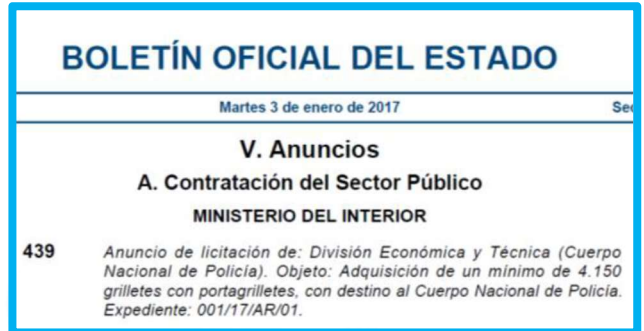 BOLETÍN OFICIAL DEL ESTADO
Martes 3 de enero de 2017
V. Anuncios
A. Contratación del Sector Público
MINISTERIO DEL INTERIOR
439 Anuncio de licitación de: División Económica y Técnica (Cuerpo
Nacional de Policía). Objeto: Adquisición de un mínimo de 4.150
grilletes con portagrilletes, con destino al Cuerpo Nacional de Policía.
Expediente: 001/17/AR/01.